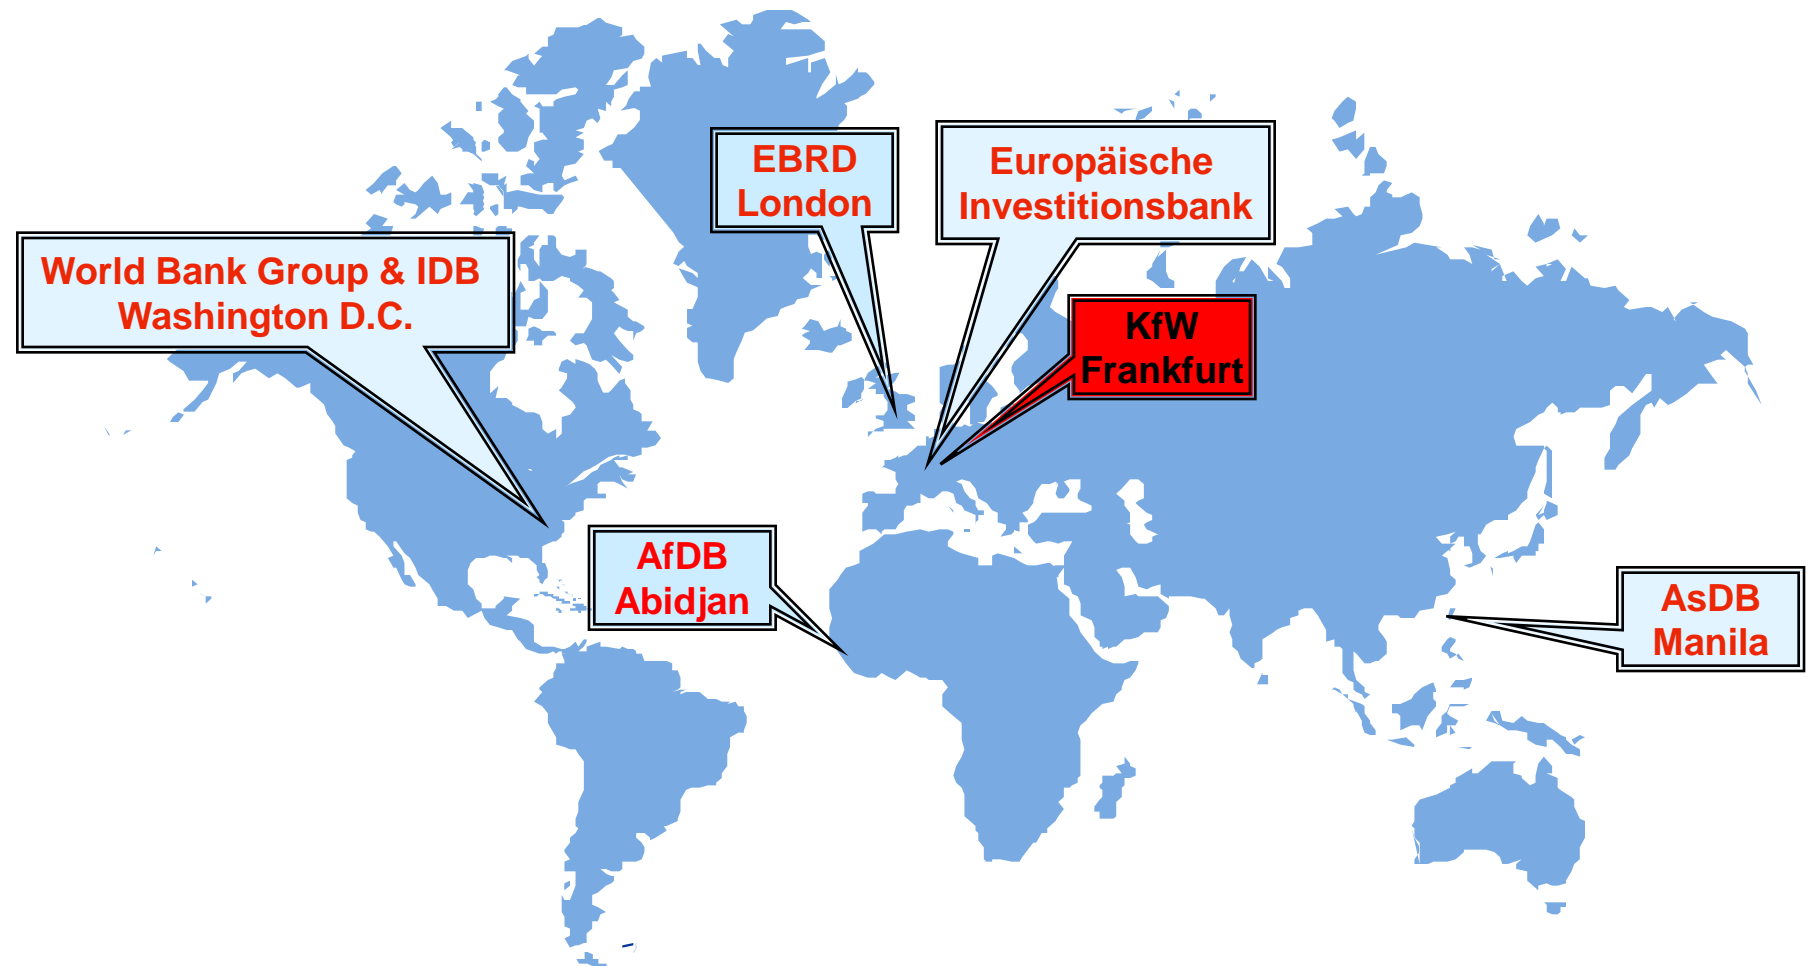 EBRD
London
Europäische
Investitionsbank
World Bank Group & IDB
Washington D.C.
KfW
Frankfurt
AfDB
Abidjan
AsDB
Manila